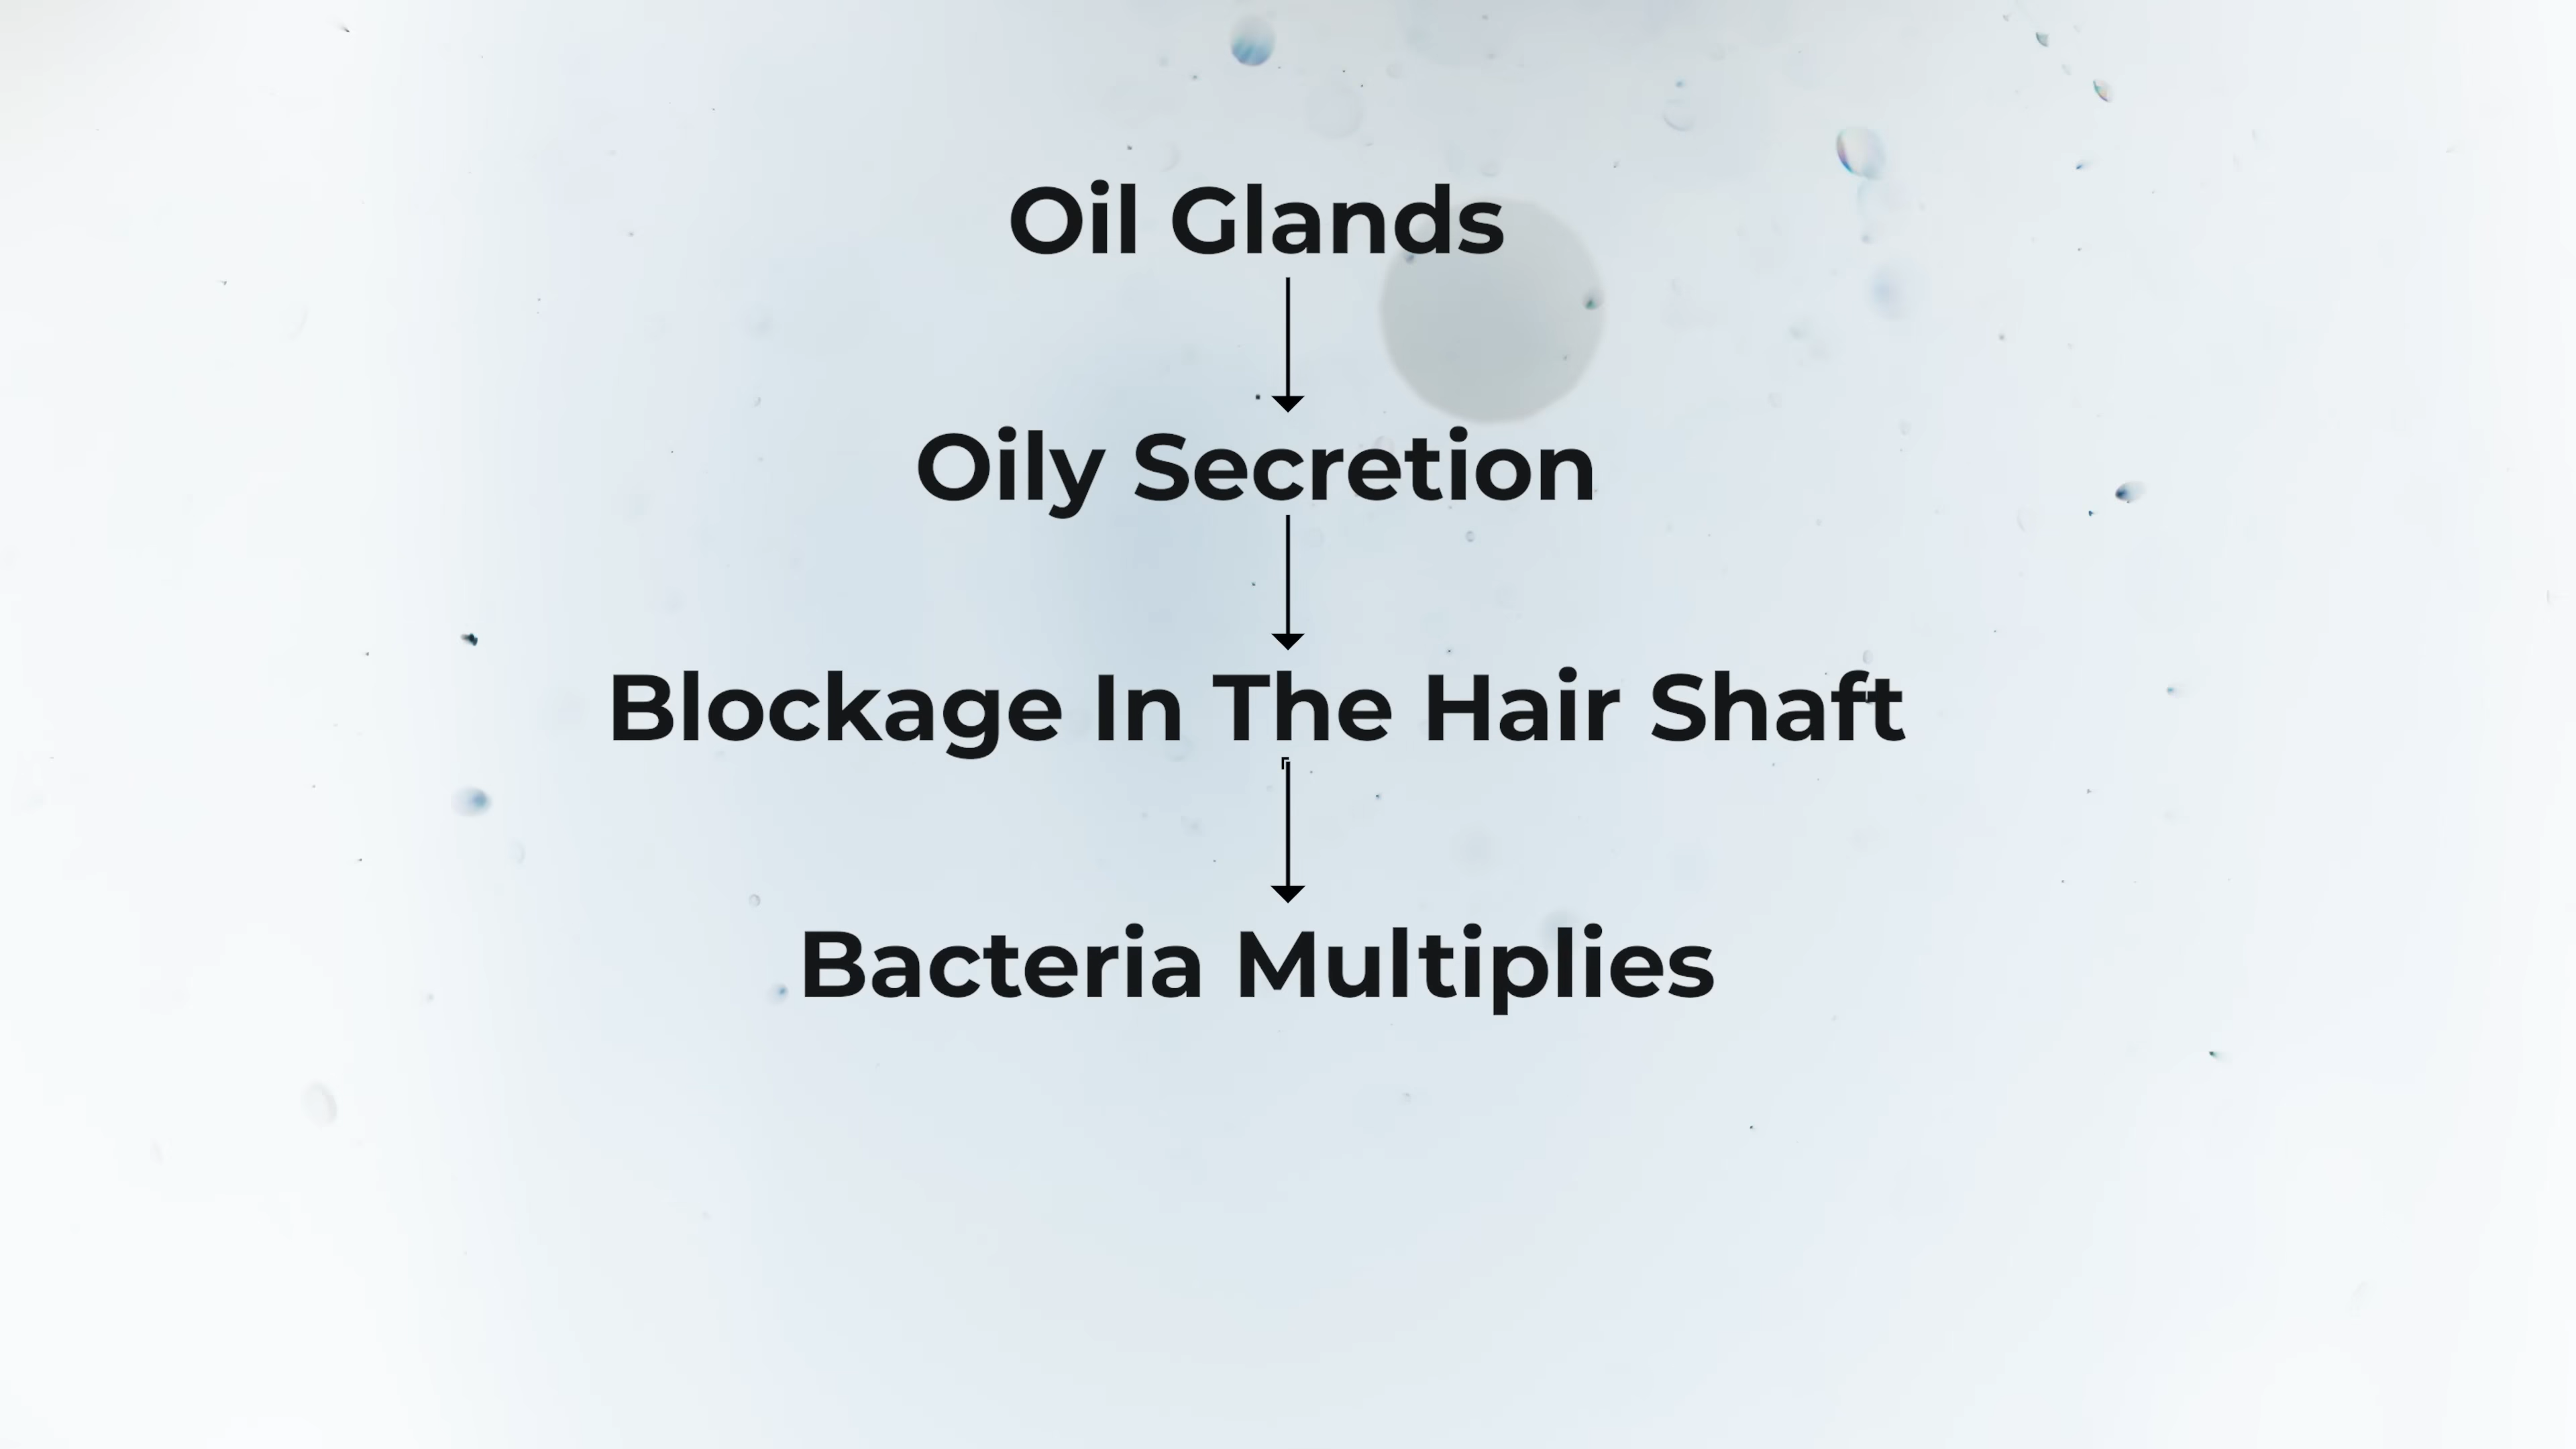 Oil Glands
Oily Secretion
Blockage In The Hair Shaft
Bacteria Multiplies